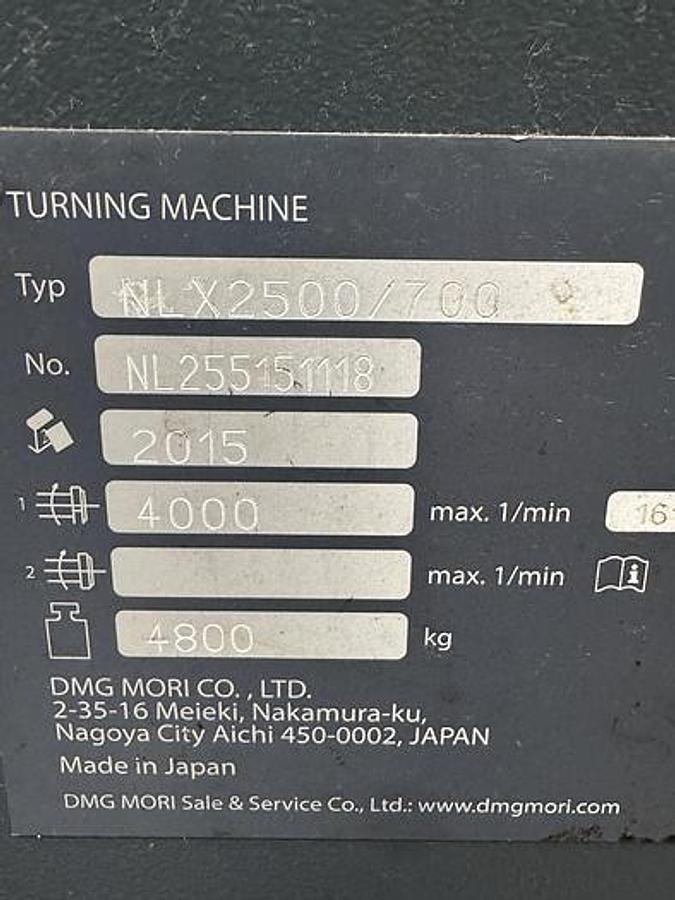 TURNING MACHINE
Typ NLX2500/700
No. NL255151118
2015
1 4000 max. 1/min
2 max. 1/min
4800 kg
DMG MORI CO. , LTD.
2-35-16 Meieki, Nakamura-ku,
Nagoya City Aichi 450-0002, JAPAN
Made in Japan
DMG MORI Sale & Service Co., Ltd.: www.dmgmori.com